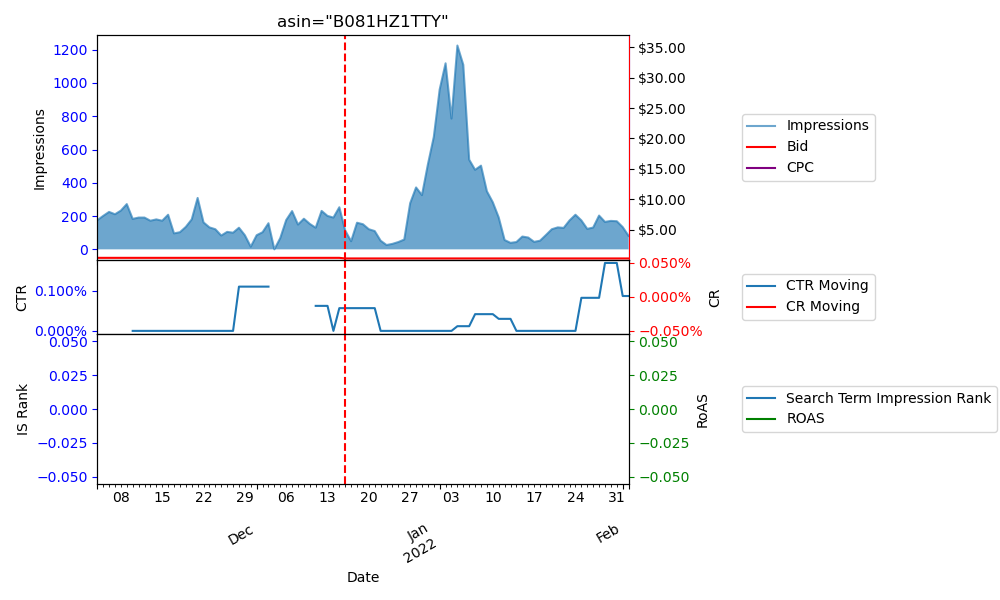 asin="B081HZ1TTY"
1200
1000
800
600
400
200
0
Impressions
$35.00
$30.00
$25.00
$20.00
$15.00
$10.00
$5.00
Impressions
Bid
CPC
0.100%
0.000%
CTR
0.050%
0.000%
−0.050%
CR
CTR Moving
CR Moving
0.050
0.025
0.000
−0.025
−0.050
IS Rank
0.050
0.025
0.000
−0.025
−0.050
RoAS
Search Term Impression Rank
ROAS
08 15 22 29 06 13 20 27 03 10 17 24 31
Dec Jan Feb
2022
Date